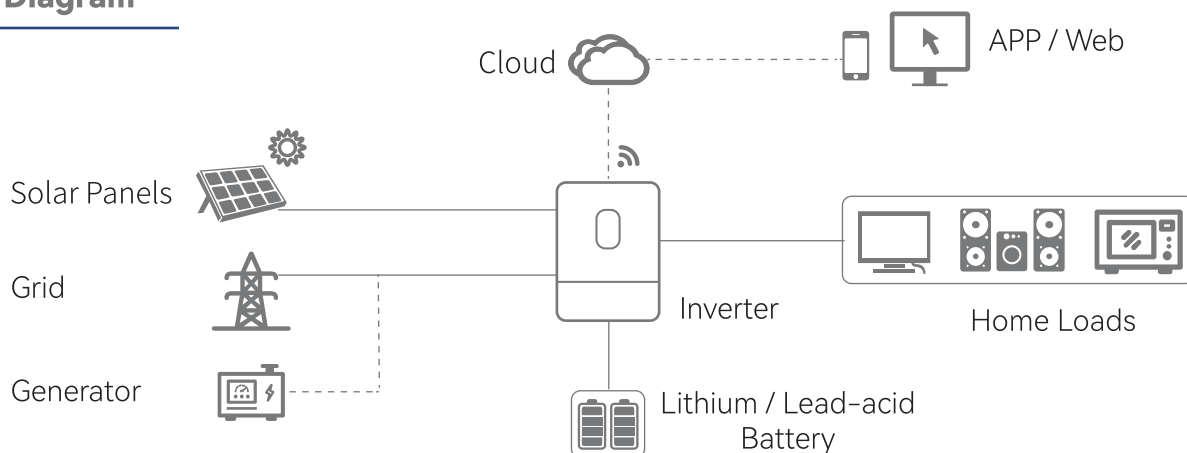 Diagram
Cloud
APP / Web
Solar Panels
Grid
Inverter
Home Loads
Generator
Lithium / Lead-acid
Battery